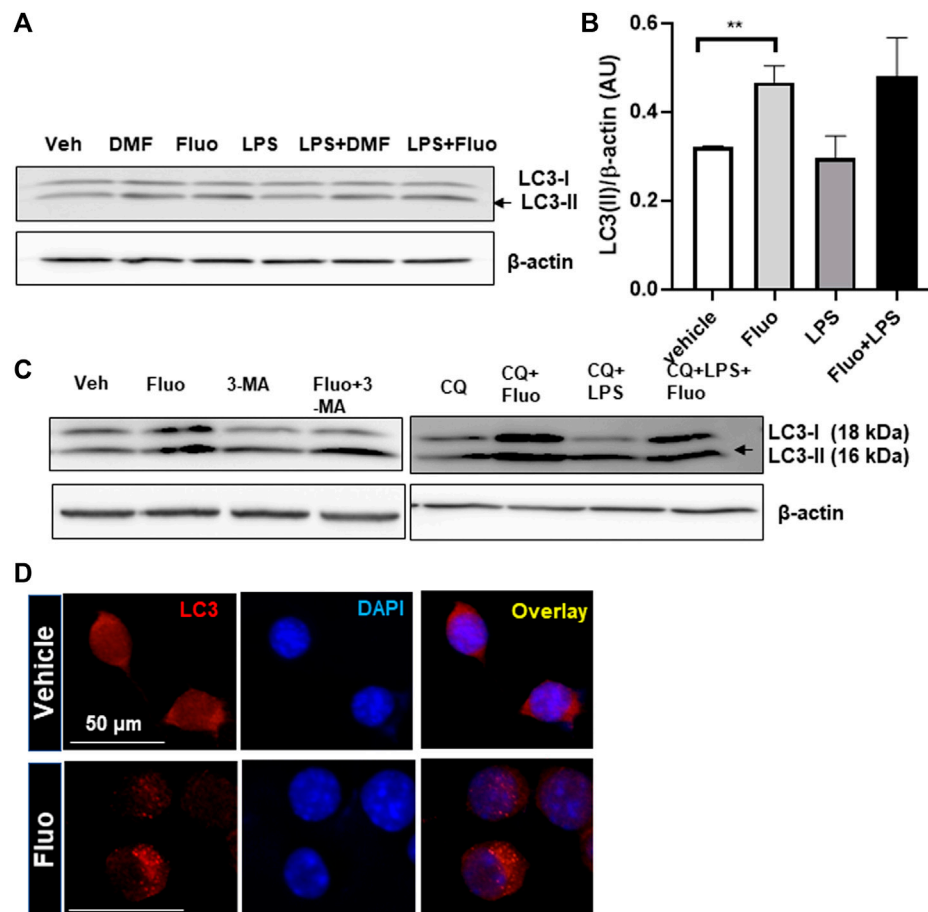 A
Veh DMF Fluo LPS LPS+DMF LPS+Fluo
LC3-I
LC3-II
β-actin
B
**
LC3(II)/β-actin (AU)
0.6
0.4
0.2
0.0
vehicle
Fluo
LPS
Fluo+LPS
C
Veh Fluo 3-MA Fluo+3
-MA
CQ CQ+ CQ+ CQ+LPS+
Fluo LPS Fluo
LC3-I (18 kDa)
LC3-II (16 kDa)
β-actin
D
Vehicle
LC3
DAPI
Overlay
50 μm
Fluo